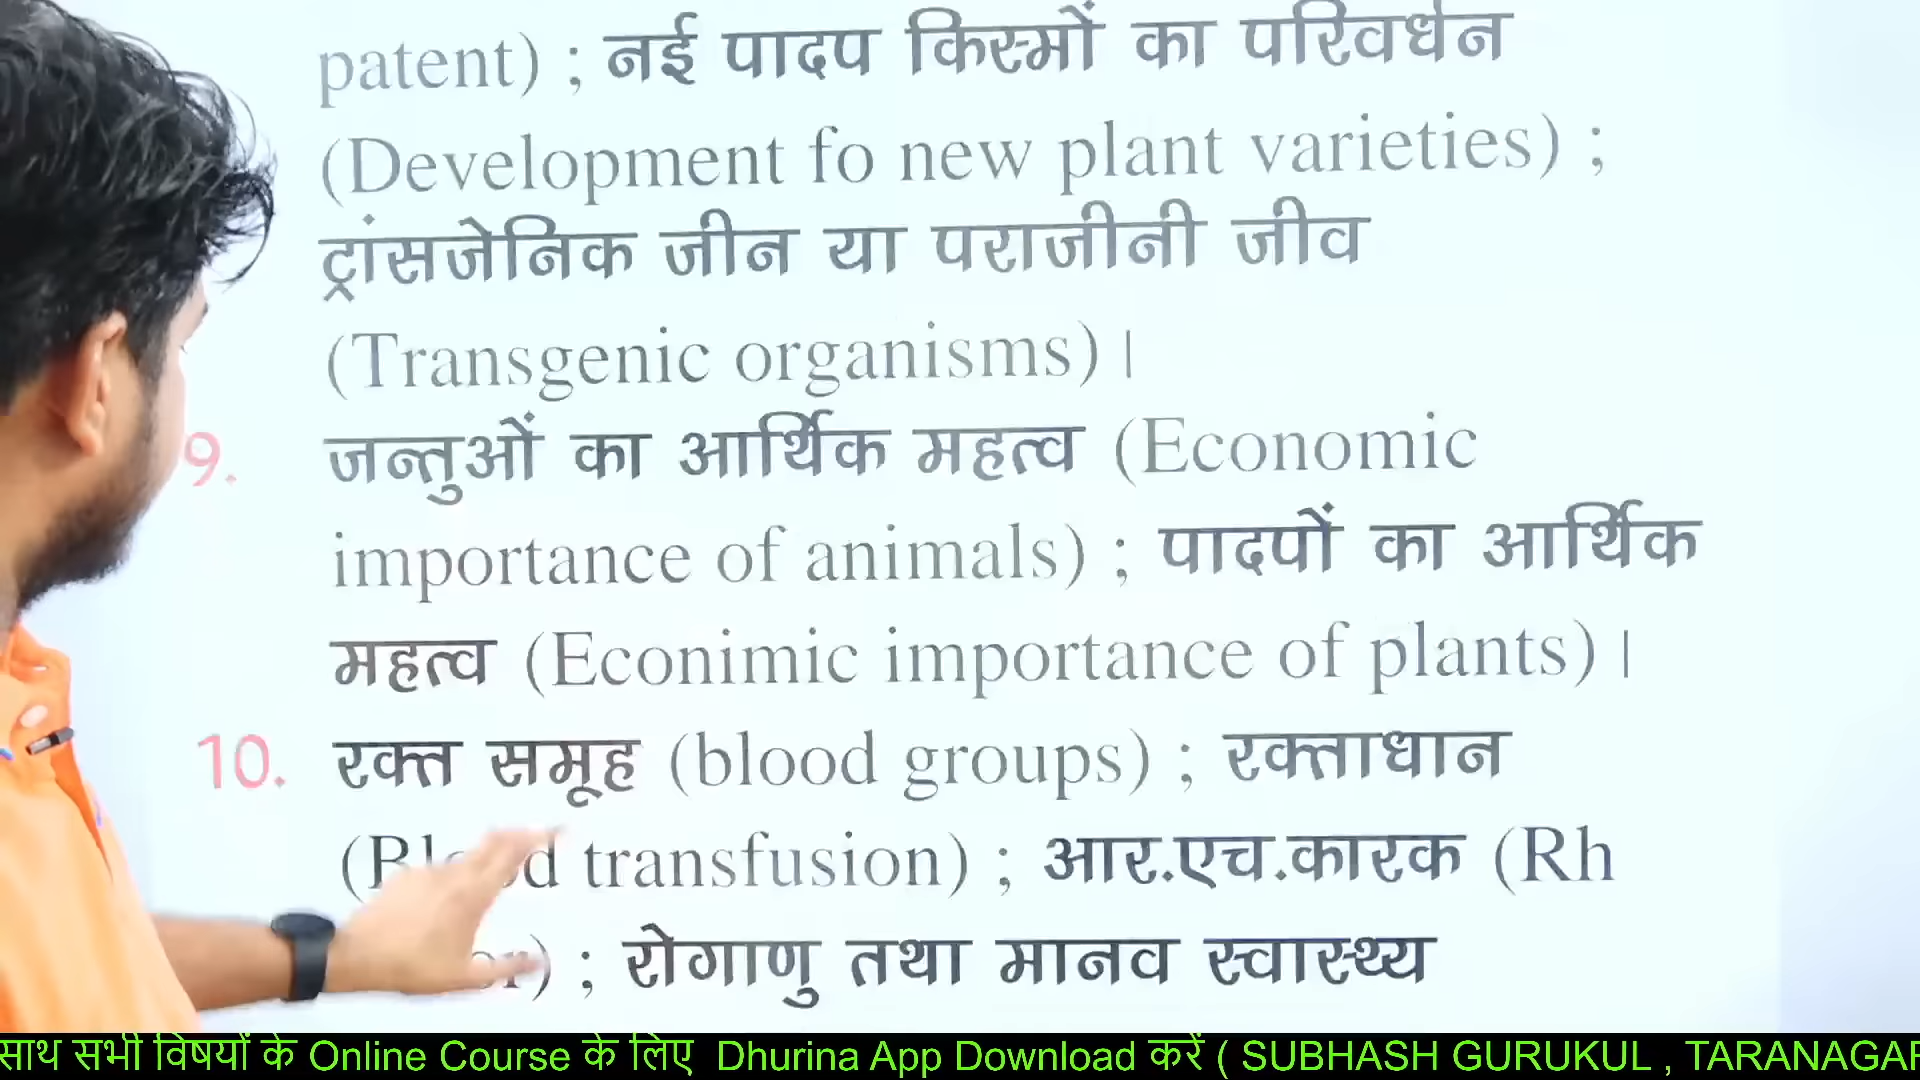 patent) ; नई पादप किस्मों का परिवर्धन
(Development fo new plant varieties) ;
ट्रांसजेनिक जीन या पराजीनी जीव
(Transgenic organisms) ।
9. जन्तुओं का आर्थिक महत्व (Economic
importance of animals) ; पादपों का आर्थिक
महत्व (Econimic importance of plants) ।
10. रक्त समूह (blood groups) ; रक्ताधान
transfusion) ; आर.एच.कारक (Rh
; रोगाणु तथा मानव स्वास्थ्य
साथ सभी विषयों के Online Course के लिए Dhurina App Download करें ( SUBHASH GURUKUL , TARANAGAR